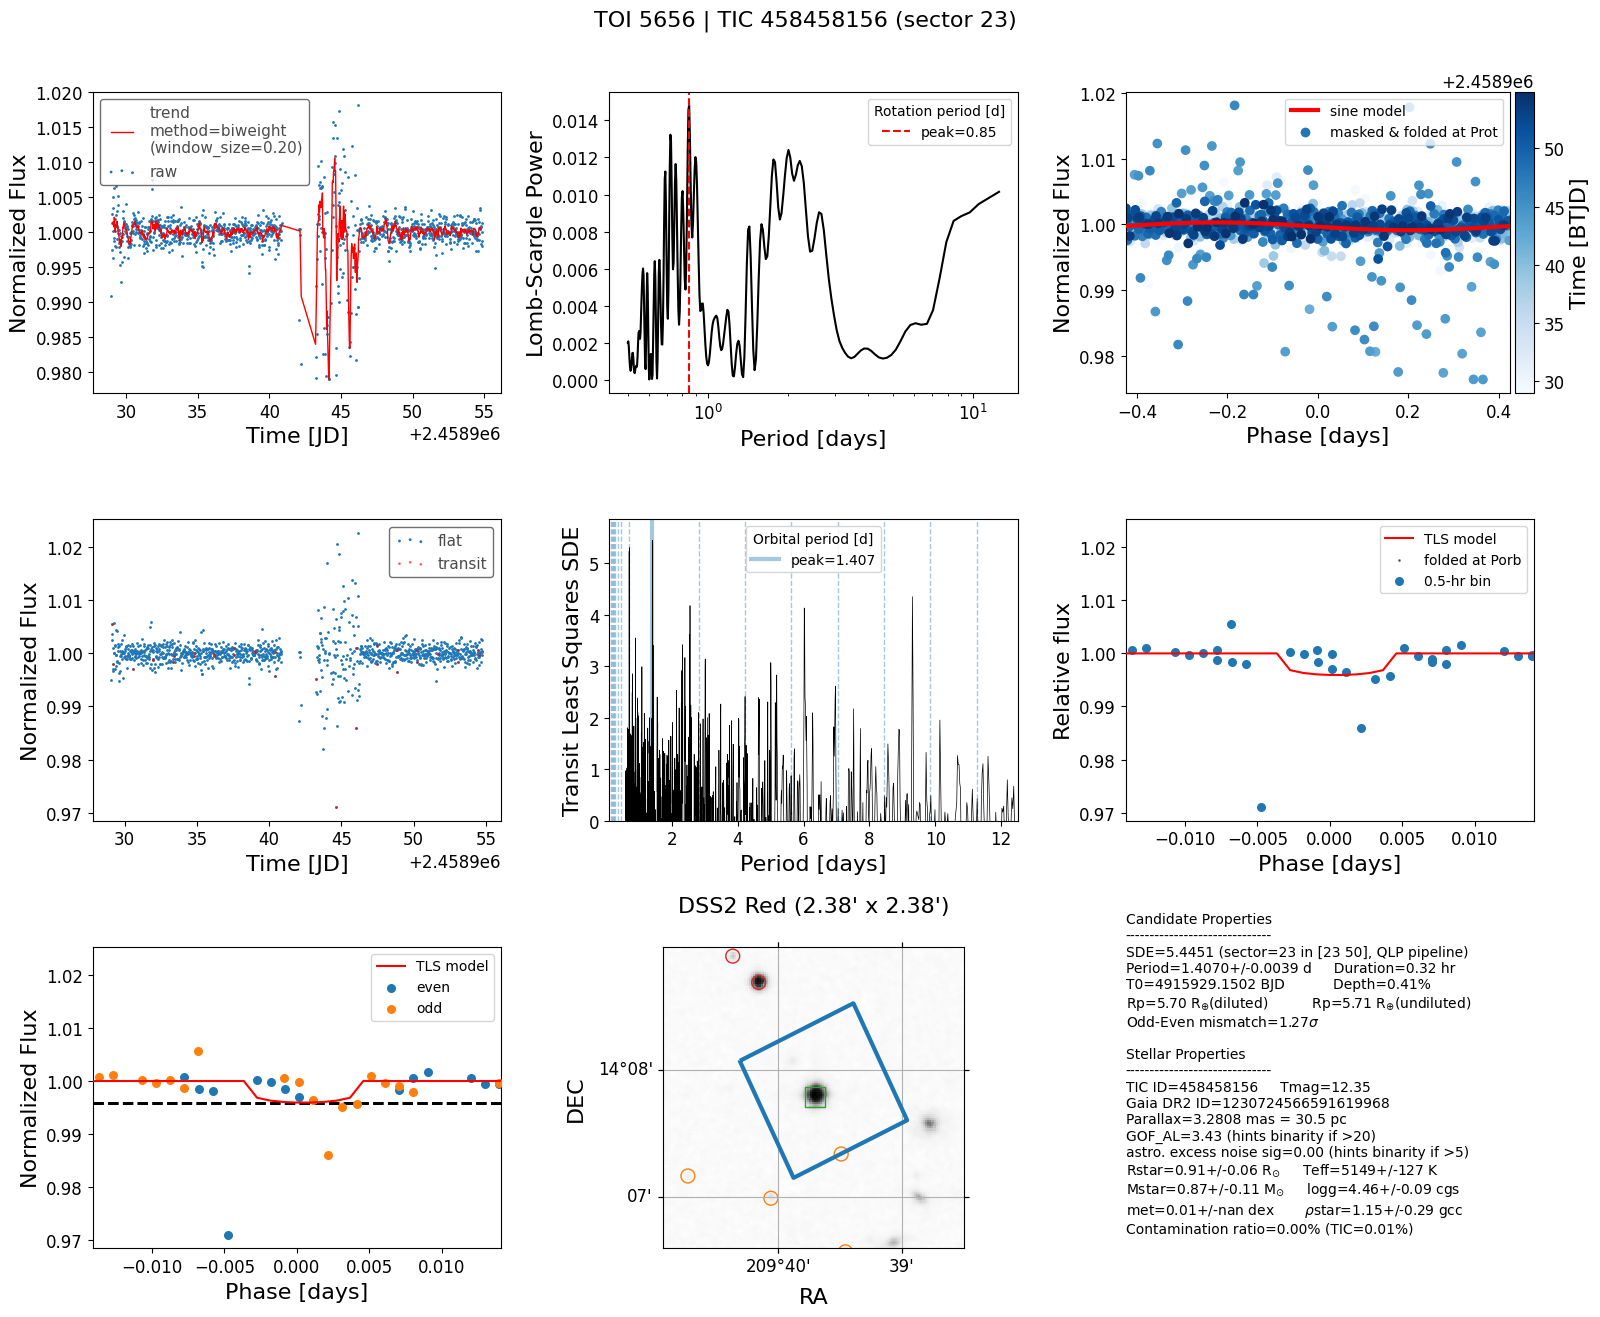 TOI 5656 | TIC 458458156 (sector 23)
Normalized Flux
1.020
1.015
1.010
1.005
1.000
0.995
0.990
0.985
0.980
trend
method=biweight
(window_size=0.20)
raw
30 35 40 45 50 55
Time [JD]
+2.4589e6
Lomb-Scargle Power
0.014
0.012
0.010
0.008
0.006
0.004
0.002
0.000
Rotation period [d]
peak=0.85
10^0 10^1
Period [days]
Normalized Flux
1.02
1.01
1.00
0.99
0.98
sine model
masked & folded at Prot
−0.4 −0.2 0.0 0.2 0.4
Phase [days]
+2.4589e6
50
45
40
35
30
Time [BTJD]
Normalized Flux
1.02
1.01
1.00
0.99
0.98
0.97
flat
transit
30 35 40 45 50 55
Time [JD]
+2.4589e6
Transit Least Squares SDE
5
4
3
2
1
0
Orbital period [d]
peak=1.407
2 4 6 8 10 12
Period [days]
Relative flux
1.02
1.01
1.00
0.99
0.98
0.97
TLS model
folded at Porb
0.5-hr bin
−0.010 −0.005 0.000 0.005 0.010
Phase [days]
Normalized Flux
1.02
1.01
1.00
0.99
0.98
0.97
TLS model
even
odd
−0.010 −0.005 0.000 0.005 0.010
Phase [days]
DSS2 Red (2.38' x 2.38')
DEC
14°08'
07'
209°40' 39'
RA
Candidate Properties
------------------------------
SDE=5.4451 (sector=23 in [23 50], QLP pipeline)
Period=1.4070+/-0.0039 d Duration=0.32 hr
T0=4915929.1502 BJD Depth=0.41%
Rp=5.70 R⊕(diluted) Rp=5.71 R⊕(undiluted)
Odd-Even mismatch=1.27σ
Stellar Properties
------------------------------
TIC ID=458458156 Tmag=12.35
Gaia DR2 ID=1230724566591619968
Parallax=3.2808 mas = 30.5 pc
GOF_AL=3.43 (hints binarity if >20)
astro. excess noise sig=0.00 (hints binarity if >5)
Rstar=0.91+/-0.06 R⊙ Teff=5149+/-127 K
Mstar=0.87+/-0.11 M⊙ logg=4.46+/-0.09 cgs
met=0.01+/-nan dex ρstar=1.15+/-0.29 gcc
Contamination ratio=0.00% (TIC=0.01%)